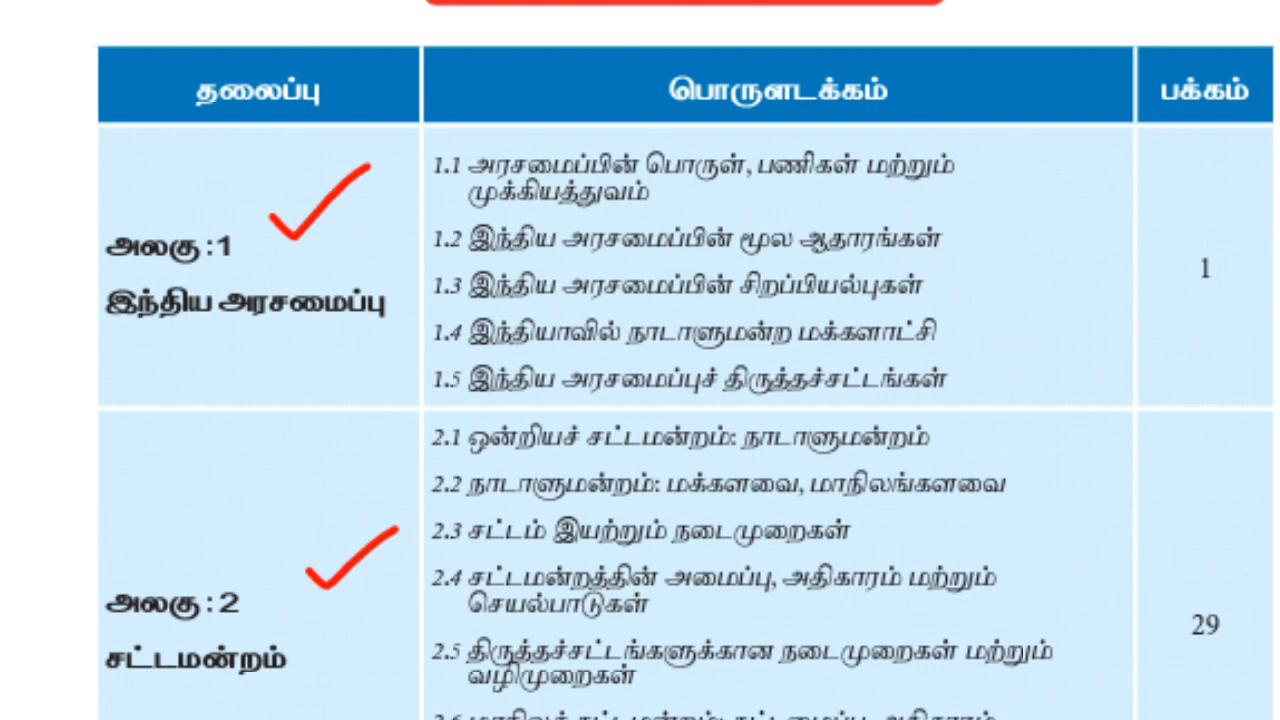 தலைப்பு பொருளடக்கம் பக்கம்
அலகு :1
இந்திய அரசமைப்பு
1.1 அரசமைப்பின் பொருள், பணிகள் மற்றும்
முக்கியத்துவம்
1.2 இந்திய அரசமைப்பின் மூல ஆதாரங்கள்
1.3 இந்திய அரசமைப்பின் சிறப்பியல்புகள்
1.4 இந்தியாவில் நாடாளுமன்ற மக்களாட்சி
1.5 இந்திய அரசமைப்புச் திருத்தச்சட்டங்கள்
1
அலகு : 2
சட்டமன்றம்
2.1 ஒன்றியச் சட்டமன்றம்: நாடாளுமன்றம்
2.2 நாடாளுமன்றம்: மக்களவை, மாநிலங்களவை
2.3 சட்டம் இயற்றும் நடைமுறைகள்
2.4 சட்டமன்றத்தின் அமைப்பு, அதிகாரம் மற்றும்
செயல்பாடுகள்
2.5 திருத்தச்சட்டங்களுக்கான நடைமுறைகள் மற்றும்
வழிமுறைகள்
29